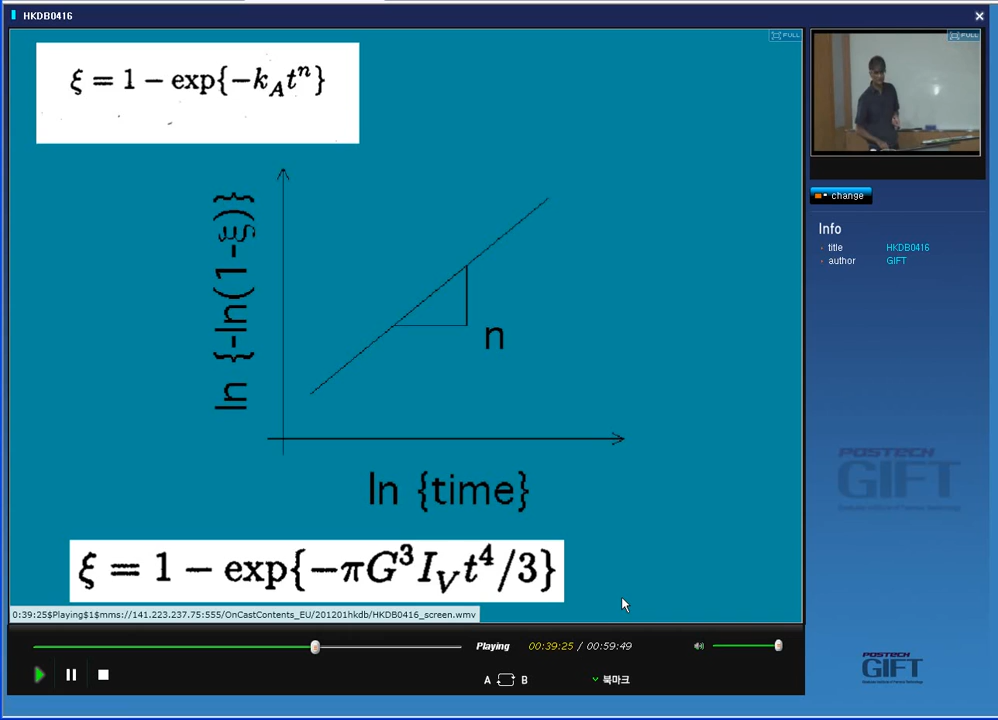 HKDB0416
FULL
FULL
ξ = 1 − exp{−k_A t^n}
ln {-ln(1-ξ)}
n
ln {time}
ξ = 1 − exp{−πG³I_V t⁴/3}
0:39:25$Playing$1$mms://141.223.237.75:555/OnCastContents_EU/201201hkdb/HKDB0416_screen.wmv
Playing
00:39:25 / 00:59:49
A B
북마크
change
Info
title HKDB0416
author GIFT
POSTECH
GIFT
POSTECH
GIFT